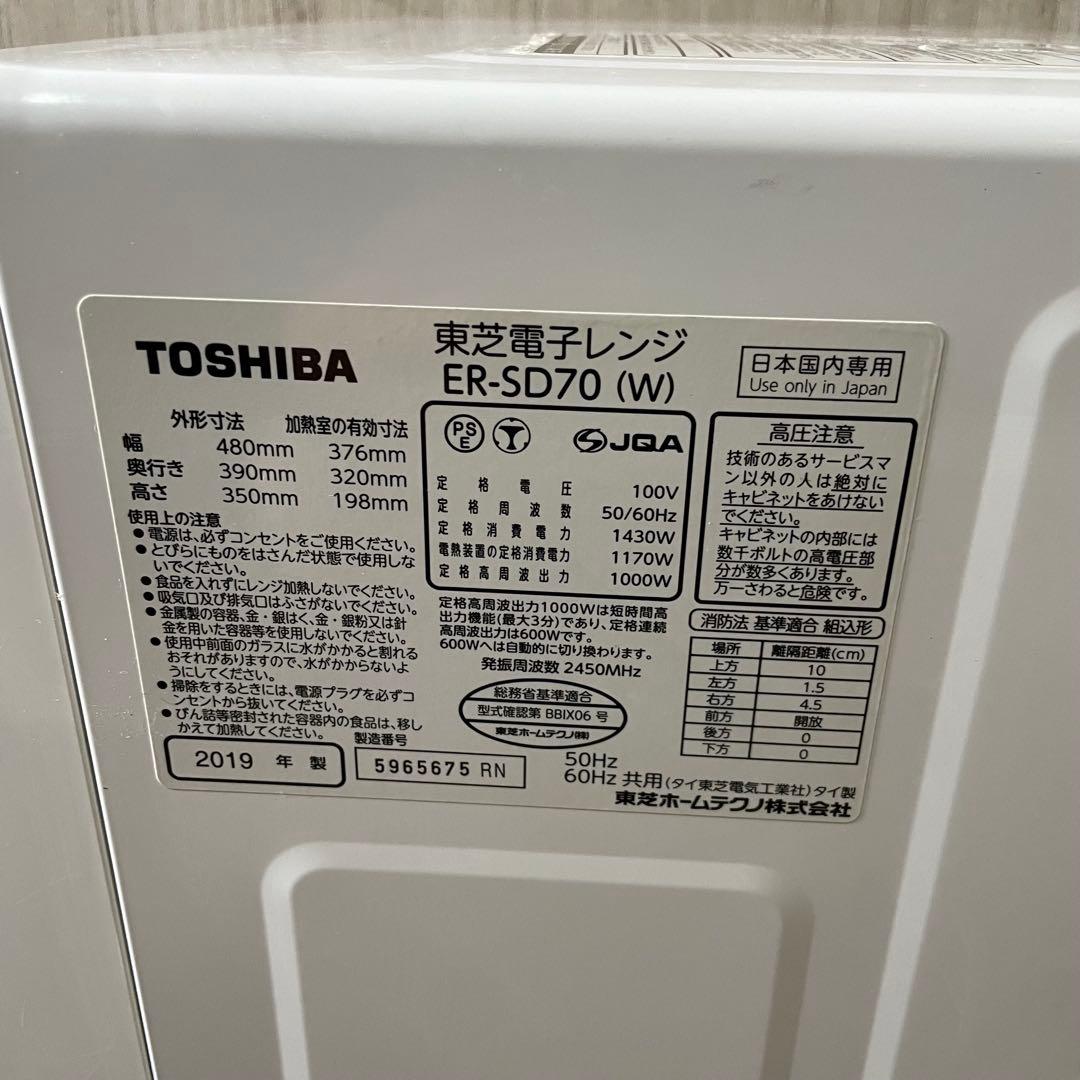 TOSHIBA
東芝電子レンジ
ER-SD70 (W)
日本国内専用
Use only in Japan
外形寸法 加熱室の有効寸法
幅 480mm 376mm
奥行き 390mm 320mm
高さ 350mm 198mm
使用上の注意
●電源は、必ずコンセントをご使用ください。
●とびらにものをはさんだ状態で使用しな
いでください。
●食品を入れずにレンジ加熱しないでください。
●吸気口及び排気口はふさがないでください。
●金属製の容器、金・銀はく、金・銀粉又は針
金を用いた容器等を使用しないでください。
●使用中前面のガラスに水がかかると割れる
おそれがありますので、水がかからないよ
うにしてください。
●掃除をするときには、電源プラグを必ずコ
ンセントから抜いてください。
●びん詰等密封された容器内の食品は、移し
かえて加熱してください。
PSE JQA
定格電圧 100V
定格周波数 50/60Hz
定格消費電力 1430W
電熱装置の定格消費電力 1170W
定格高周波出力 1000W
定格高周波出力1000Wは短時間高
出力機能(最大3分)であり、定格連続
高周波出力は600Wです。
600Wへは自動的に切り換わります。
発振周波数 2450MHz
総務省基準適合
型式確認第 BBIX06 号
東芝ホームテクノ(株)
高圧注意
技術のあるサービスマ
ン以外の人は絶対に
キャビネットをあけない
でください。
キャビネットの内部には
数千ボルトの高電圧部
分が数多くあります。
万一さわると危険です。
消防法 基準適合 組込形
場所 離隔距離(cm)
上方 10
左方 1.5
右方 4.5
前方 開放
後方 0
下方 0
2019 年 製
製造番号
5965675 RN
50Hz
60Hz 共用 (タイ東芝電気工業社) タイ製
東芝ホームテクノ株式会社